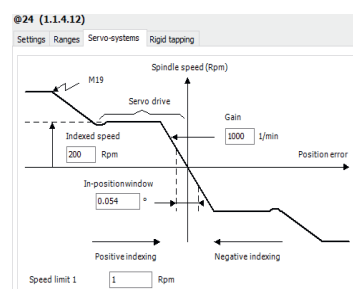 @24 (1.1.4.12)
Settings Ranges Servo-systems Rigid tapping
Spindle speed (Rpm)
M19
Servo drive
Gain
1000 1/min
Indexed speed
200 Rpm
Position error
In-positionwindow
0.054 °
Positive indexing Negative indexing
Speed limit 1 1 Rpm